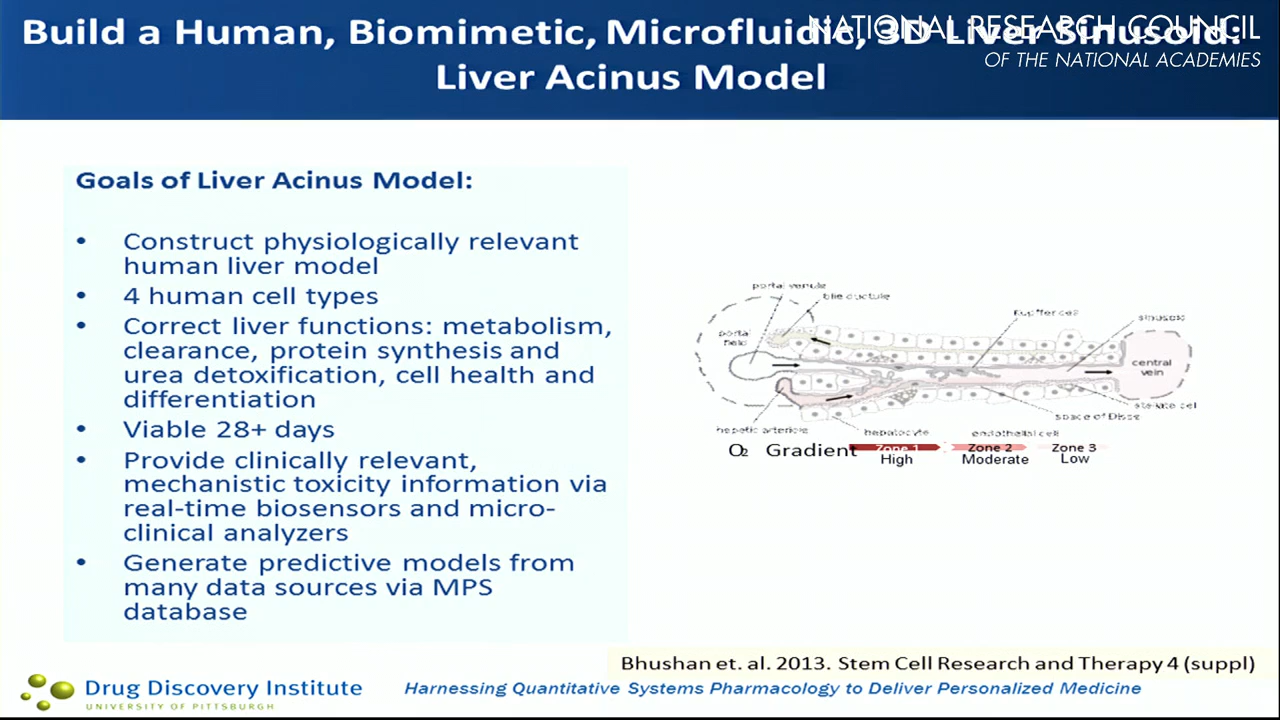 Build a Human, Biomimetic, Microfluidic, 3D Liver Sinusoid:
Liver Acinus Model
NATIONAL RESEARCH COUNCIL
OF THE NATIONAL ACADEMIES
Goals of Liver Acinus Model:
• Construct physiologically relevant
human liver model
• 4 human cell types
• Correct liver functions: metabolism,
clearance, protein synthesis and
urea detoxification, cell health and
differentiation
• Viable 28+ days
• Provide clinically relevant,
mechanistic toxicity information via
real-time biosensors and micro-
clinical analyzers
• Generate predictive models from
many data sources via MPS
database
portal venule
bile ductule
portal
field
Kupffer cell
sinusoid
central
vein
stellate cell
space of Disse
hepatic arteriole
hepatocyte
endothelial cell
O₂ Gradient
Zone 1
High
Zone 2
Moderate
Zone 3
Low
Bhushan et. al. 2013. Stem Cell Research and Therapy 4 (suppl)
Drug Discovery Institute
UNIVERSITY OF PITTSBURGH
Harnessing Quantitative Systems Pharmacology to Deliver Personalized Medicine